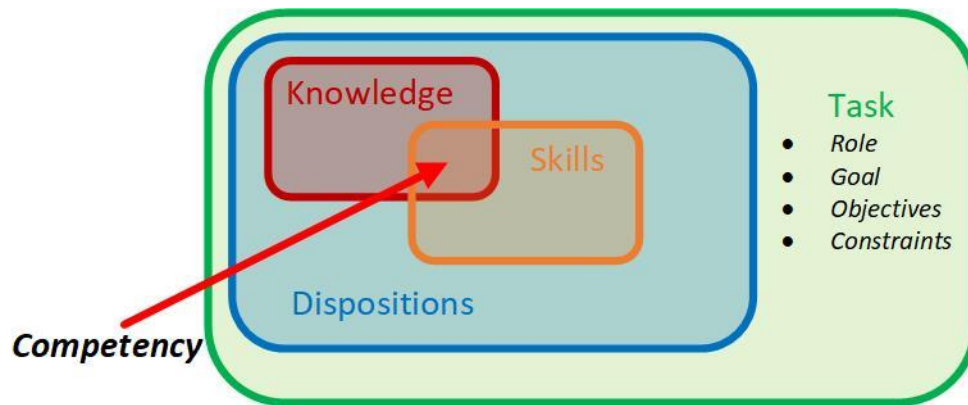 Knowledge
Task
• Role
Skills
• Goal
• Objectives
• Constraints
Dispositions
Competency